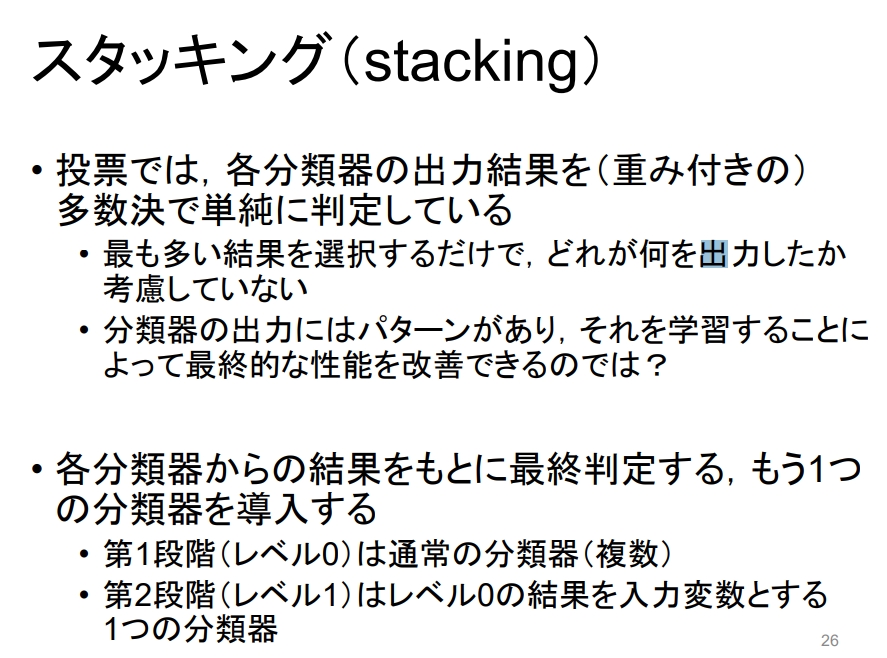 スタッキング（stacking）
• 投票では，各分類器の出力結果を（重み付きの）
多数決で単純に判定している
• 最も多い結果を選択するだけで，どれが何を出力したか
考慮していない
• 分類器の出力にはパターンがあり，それを学習することに
よって最終的な性能を改善できるのでは？
• 各分類器からの結果をもとに最終判定する，もう1つ
の分類器を導入する
• 第1段階（レベル0）は通常の分類器（複数）
• 第2段階（レベル1）はレベル0の結果を入力変数とする
1つの分類器
26